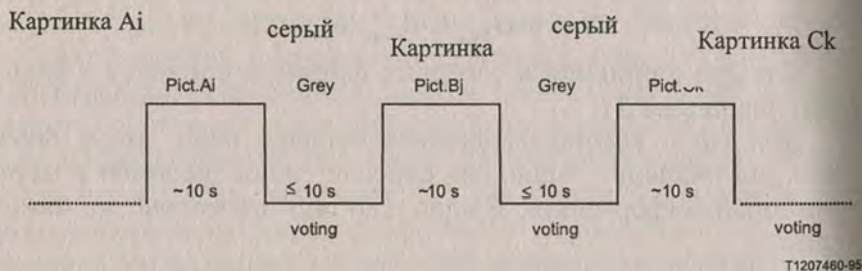 Картинка Ai
серый
Картинка
серый
Картинка Ck
Pict.Ai
Grey
Pict.Bj
Grey
~10 s
≤ 10 s
~10 s
≤ 10 s
~10 s
voting
voting
voting
T1207460-95